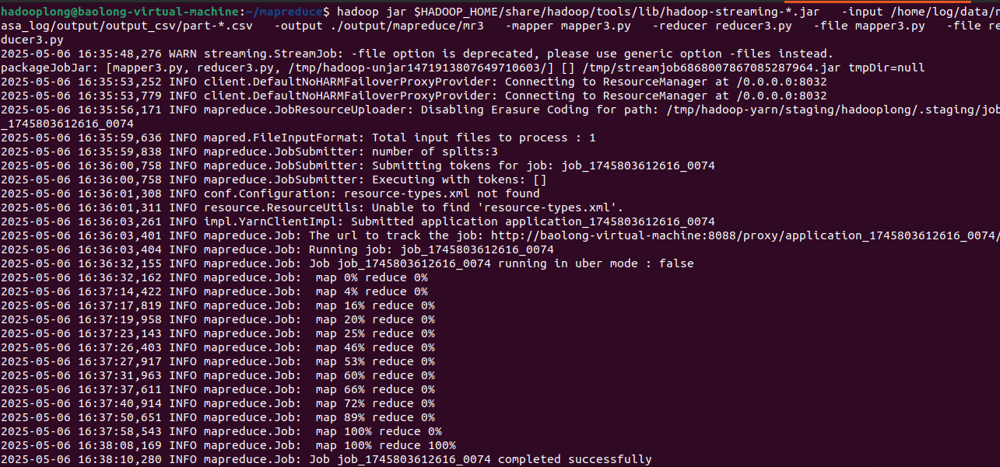 hadooplong@baolong-virtual-machine:~/mapreduce$ hadoop jar $HADOOP_HOME/share/hadoop/tools/lib/hadoop-streaming-*.jar   -input /home/log/data/n
asa_log/output/output_csv/part-*.csv   -output ./output/mapreduce/mr3   -mapper mapper3.py   -reducer reducer3.py   -file mapper3.py   -file re
ducer3.py
2025-05-06 16:35:48,276 WARN streaming.StreamJob: -file option is deprecated, please use generic option -files instead.
packageJobJar: [mapper3.py, reducer3.py, /tmp/hadoop-unjar1471913807649710603/] [] /tmp/streamjob6868007867085287964.jar tmpDir=null
2025-05-06 16:35:53,252 INFO client.DefaultNoHARMFailoverProxyProvider: Connecting to ResourceManager at /0.0.0.0:8032
2025-05-06 16:35:53,779 INFO client.DefaultNoHARMFailoverProxyProvider: Connecting to ResourceManager at /0.0.0.0:8032
2025-05-06 16:35:56,171 INFO mapreduce.JobResourceUploader: Disabling Erasure Coding for path: /tmp/hadoop-yarn/staging/hadooplong/.staging/job
_1745803612616_0074
2025-05-06 16:35:59,636 INFO mapred.FileInputFormat: Total input files to process : 1
2025-05-06 16:35:59,838 INFO mapreduce.JobSubmitter: number of splits:3
2025-05-06 16:36:00,758 INFO mapreduce.JobSubmitter: Submitting tokens for job: job_1745803612616_0074
2025-05-06 16:36:00,758 INFO mapreduce.JobSubmitter: Executing with tokens: []
2025-05-06 16:36:01,308 INFO conf.Configuration: resource-types.xml not found
2025-05-06 16:36:01,311 INFO resource.ResourceUtils: Unable to find 'resource-types.xml'.
2025-05-06 16:36:03,261 INFO impl.YarnClientImpl: Submitted application application_1745803612616_0074
2025-05-06 16:36:03,401 INFO mapreduce.Job: The url to track the job: http://baolong-virtual-machine:8088/proxy/application_1745803612616_0074/
2025-05-06 16:36:03,404 INFO mapreduce.Job: Running job: job_1745803612616_0074
2025-05-06 16:36:32,155 INFO mapreduce.Job: Job job_1745803612616_0074 running in uber mode : false
2025-05-06 16:36:32,162 INFO mapreduce.Job:  map 0% reduce 0%
2025-05-06 16:37:14,422 INFO mapreduce.Job:  map 4% reduce 0%
2025-05-06 16:37:17,819 INFO mapreduce.Job:  map 16% reduce 0%
2025-05-06 16:37:19,958 INFO mapreduce.Job:  map 20% reduce 0%
2025-05-06 16:37:23,143 INFO mapreduce.Job:  map 25% reduce 0%
2025-05-06 16:37:26,403 INFO mapreduce.Job:  map 46% reduce 0%
2025-05-06 16:37:27,917 INFO mapreduce.Job:  map 53% reduce 0%
2025-05-06 16:37:31,963 INFO mapreduce.Job:  map 60% reduce 0%
2025-05-06 16:37:37,611 INFO mapreduce.Job:  map 66% reduce 0%
2025-05-06 16:37:40,914 INFO mapreduce.Job:  map 72% reduce 0%
2025-05-06 16:37:50,651 INFO mapreduce.Job:  map 89% reduce 0%
2025-05-06 16:37:58,543 INFO mapreduce.Job:  map 100% reduce 0%
2025-05-06 16:38:08,169 INFO mapreduce.Job:  map 100% reduce 100%
2025-05-06 16:38:10,280 INFO mapreduce.Job: Job job_1745803612616_0074 completed successfully